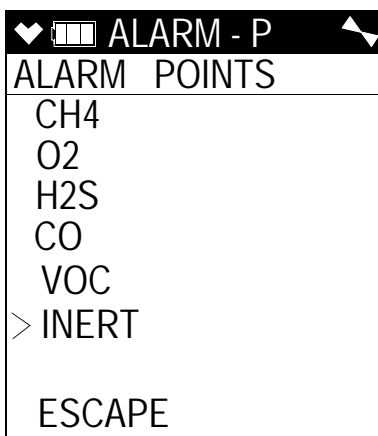 ALARM - P
ALARM POINTS
CH4
O2
H2S
CO
VOC
> INERT
ESCAPE